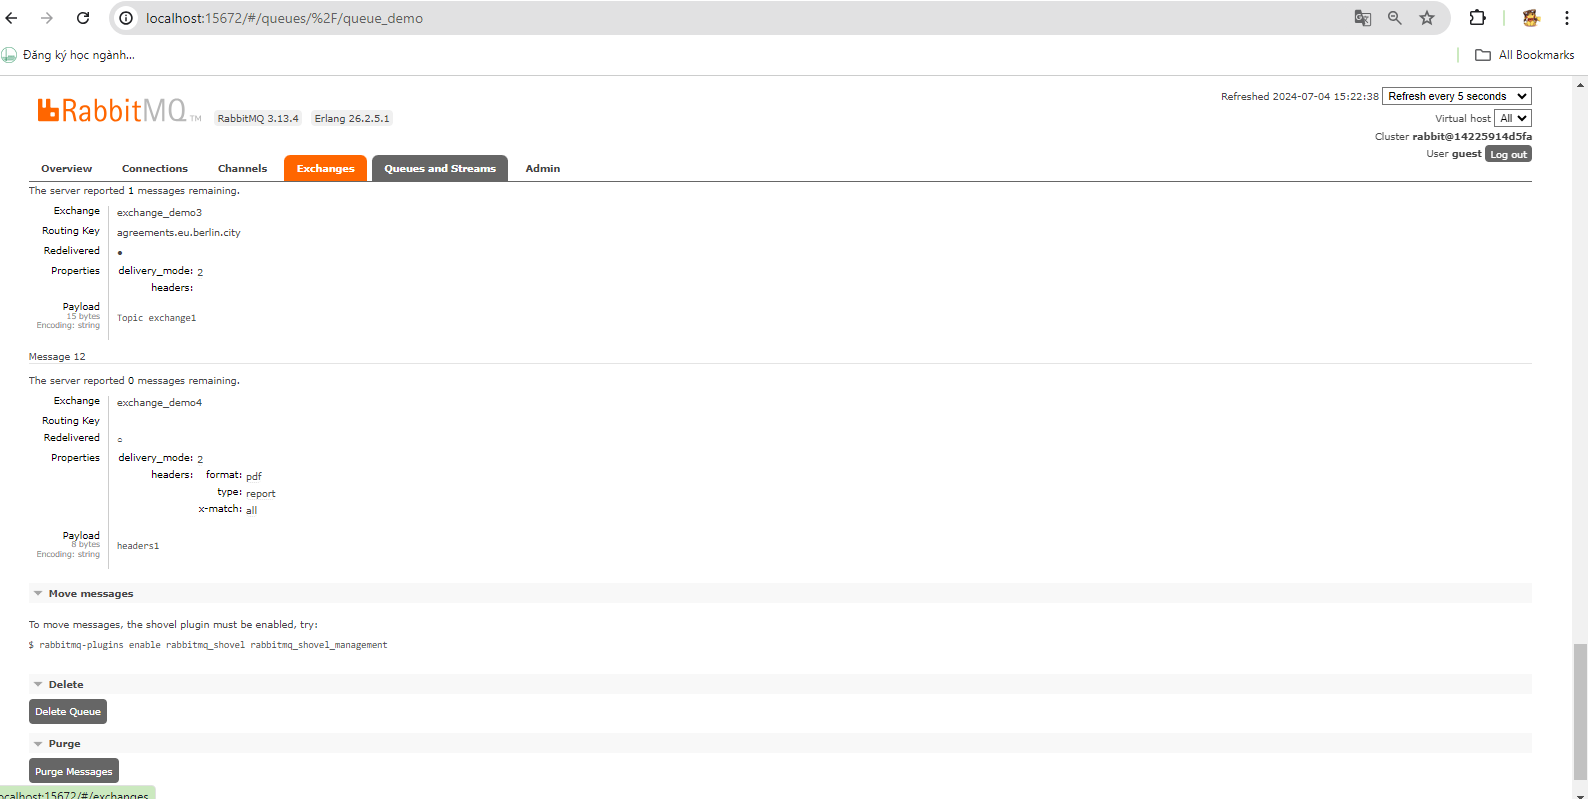 localhost:15672/#/queues/%2F/queue_demo
Đăng ký học ngành...
All Bookmarks
RabbitMQ TM
RabbitMQ 3.13.4
Erlang 26.2.5.1
Refreshed 2024-07-04 15:22:38
Refresh every 5 seconds
Virtual host All
Cluster rabbit@14225914d5fa
User guest Log out
Overview Connections Channels Exchanges Queues and Streams Admin
The server reported 1 messages remaining.
Exchange exchange_demo3
Routing Key agreements.eu.berlin.city
Redelivered ●
Properties delivery_mode: 2
headers:
Payload
15 bytes
Encoding: string
Topic exchange1
Message 12
The server reported 0 messages remaining.
Exchange exchange_demo4
Routing Key
Redelivered ○
Properties delivery_mode: 2
headers: format: pdf
type: report
x-match: all
Payload
8 bytes
Encoding: string
headers1
Move messages
To move messages, the shovel plugin must be enabled, try:
$ rabbitmq-plugins enable rabbitmq_shovel rabbitmq_shovel_management
Delete
Delete Queue
Purge
Purge Messages
ocalhost:15672/#/exchanges